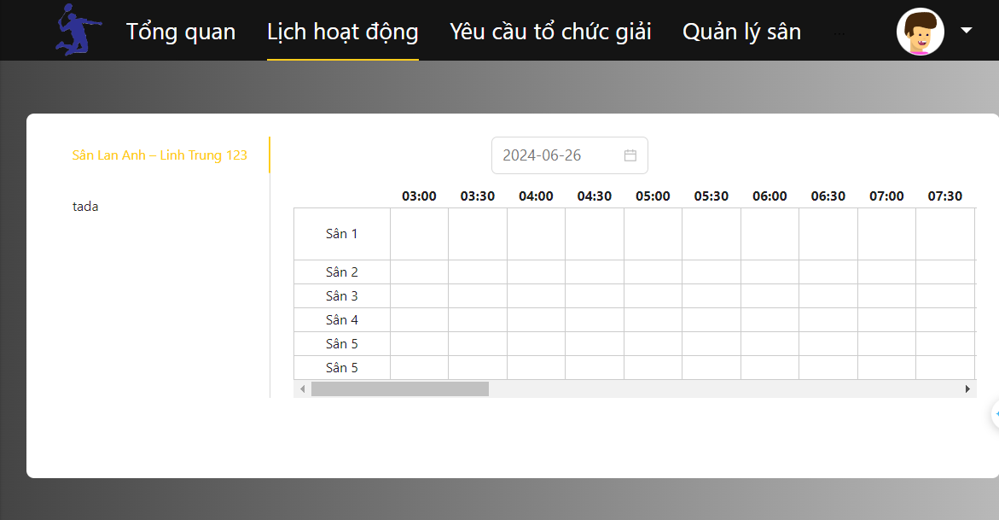 Tổng quan Lịch hoạt động Yêu cầu tổ chức giải Quản lý sân ...
Sân Lan Anh – Linh Trung 123
tada
2024-06-26
03:00 03:30 04:00 04:30 05:00 05:30 06:00 06:30 07:00 07:30
Sân 1
Sân 2
Sân 3
Sân 4
Sân 5
Sân 5